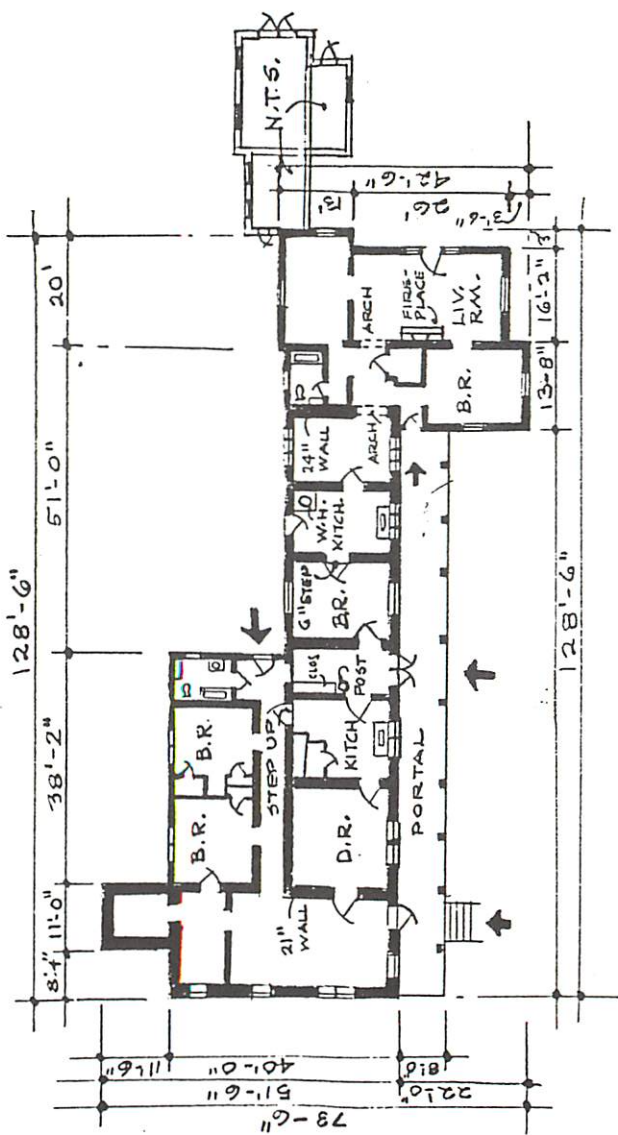 128'-6"
8'-4"
11'-0"
38'-2"
51'-0"
20'
N.T.S.
B.R.
B.R.
STEP UP
21"
WALL
D.R.
KITCH
CLOS
POST
6" STEP
B.R.
W.H.
KITCH.
24"
WALL
ARCH
ARCH
FIRE-
PLACE
LIV.
RM.
B.R.
PORTAL
13'
26'
3'-6"
42'-6"
3'
16'-2"
13'-8"
128'-6"
11'-6"
40'-0"
8'-0"
51'-6"
22'-0"
73'-6"